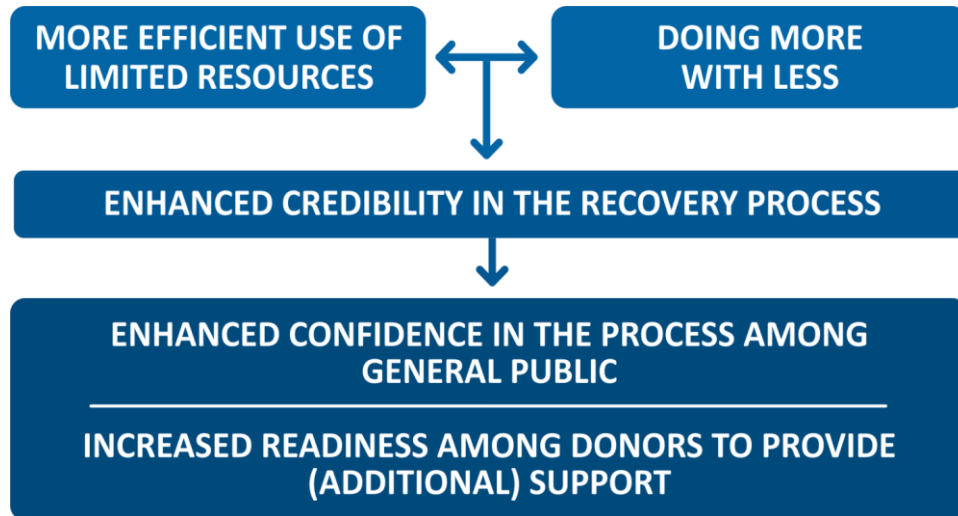 MORE EFFICIENT USE OF
LIMITED RESOURCES
DOING MORE
WITH LESS
ENHANCED CREDIBILITY IN THE RECOVERY PROCESS
ENHANCED CONFIDENCE IN THE PROCESS AMONG
GENERAL PUBLIC
INCREASED READINESS AMONG DONORS TO PROVIDE
(ADDITIONAL) SUPPORT